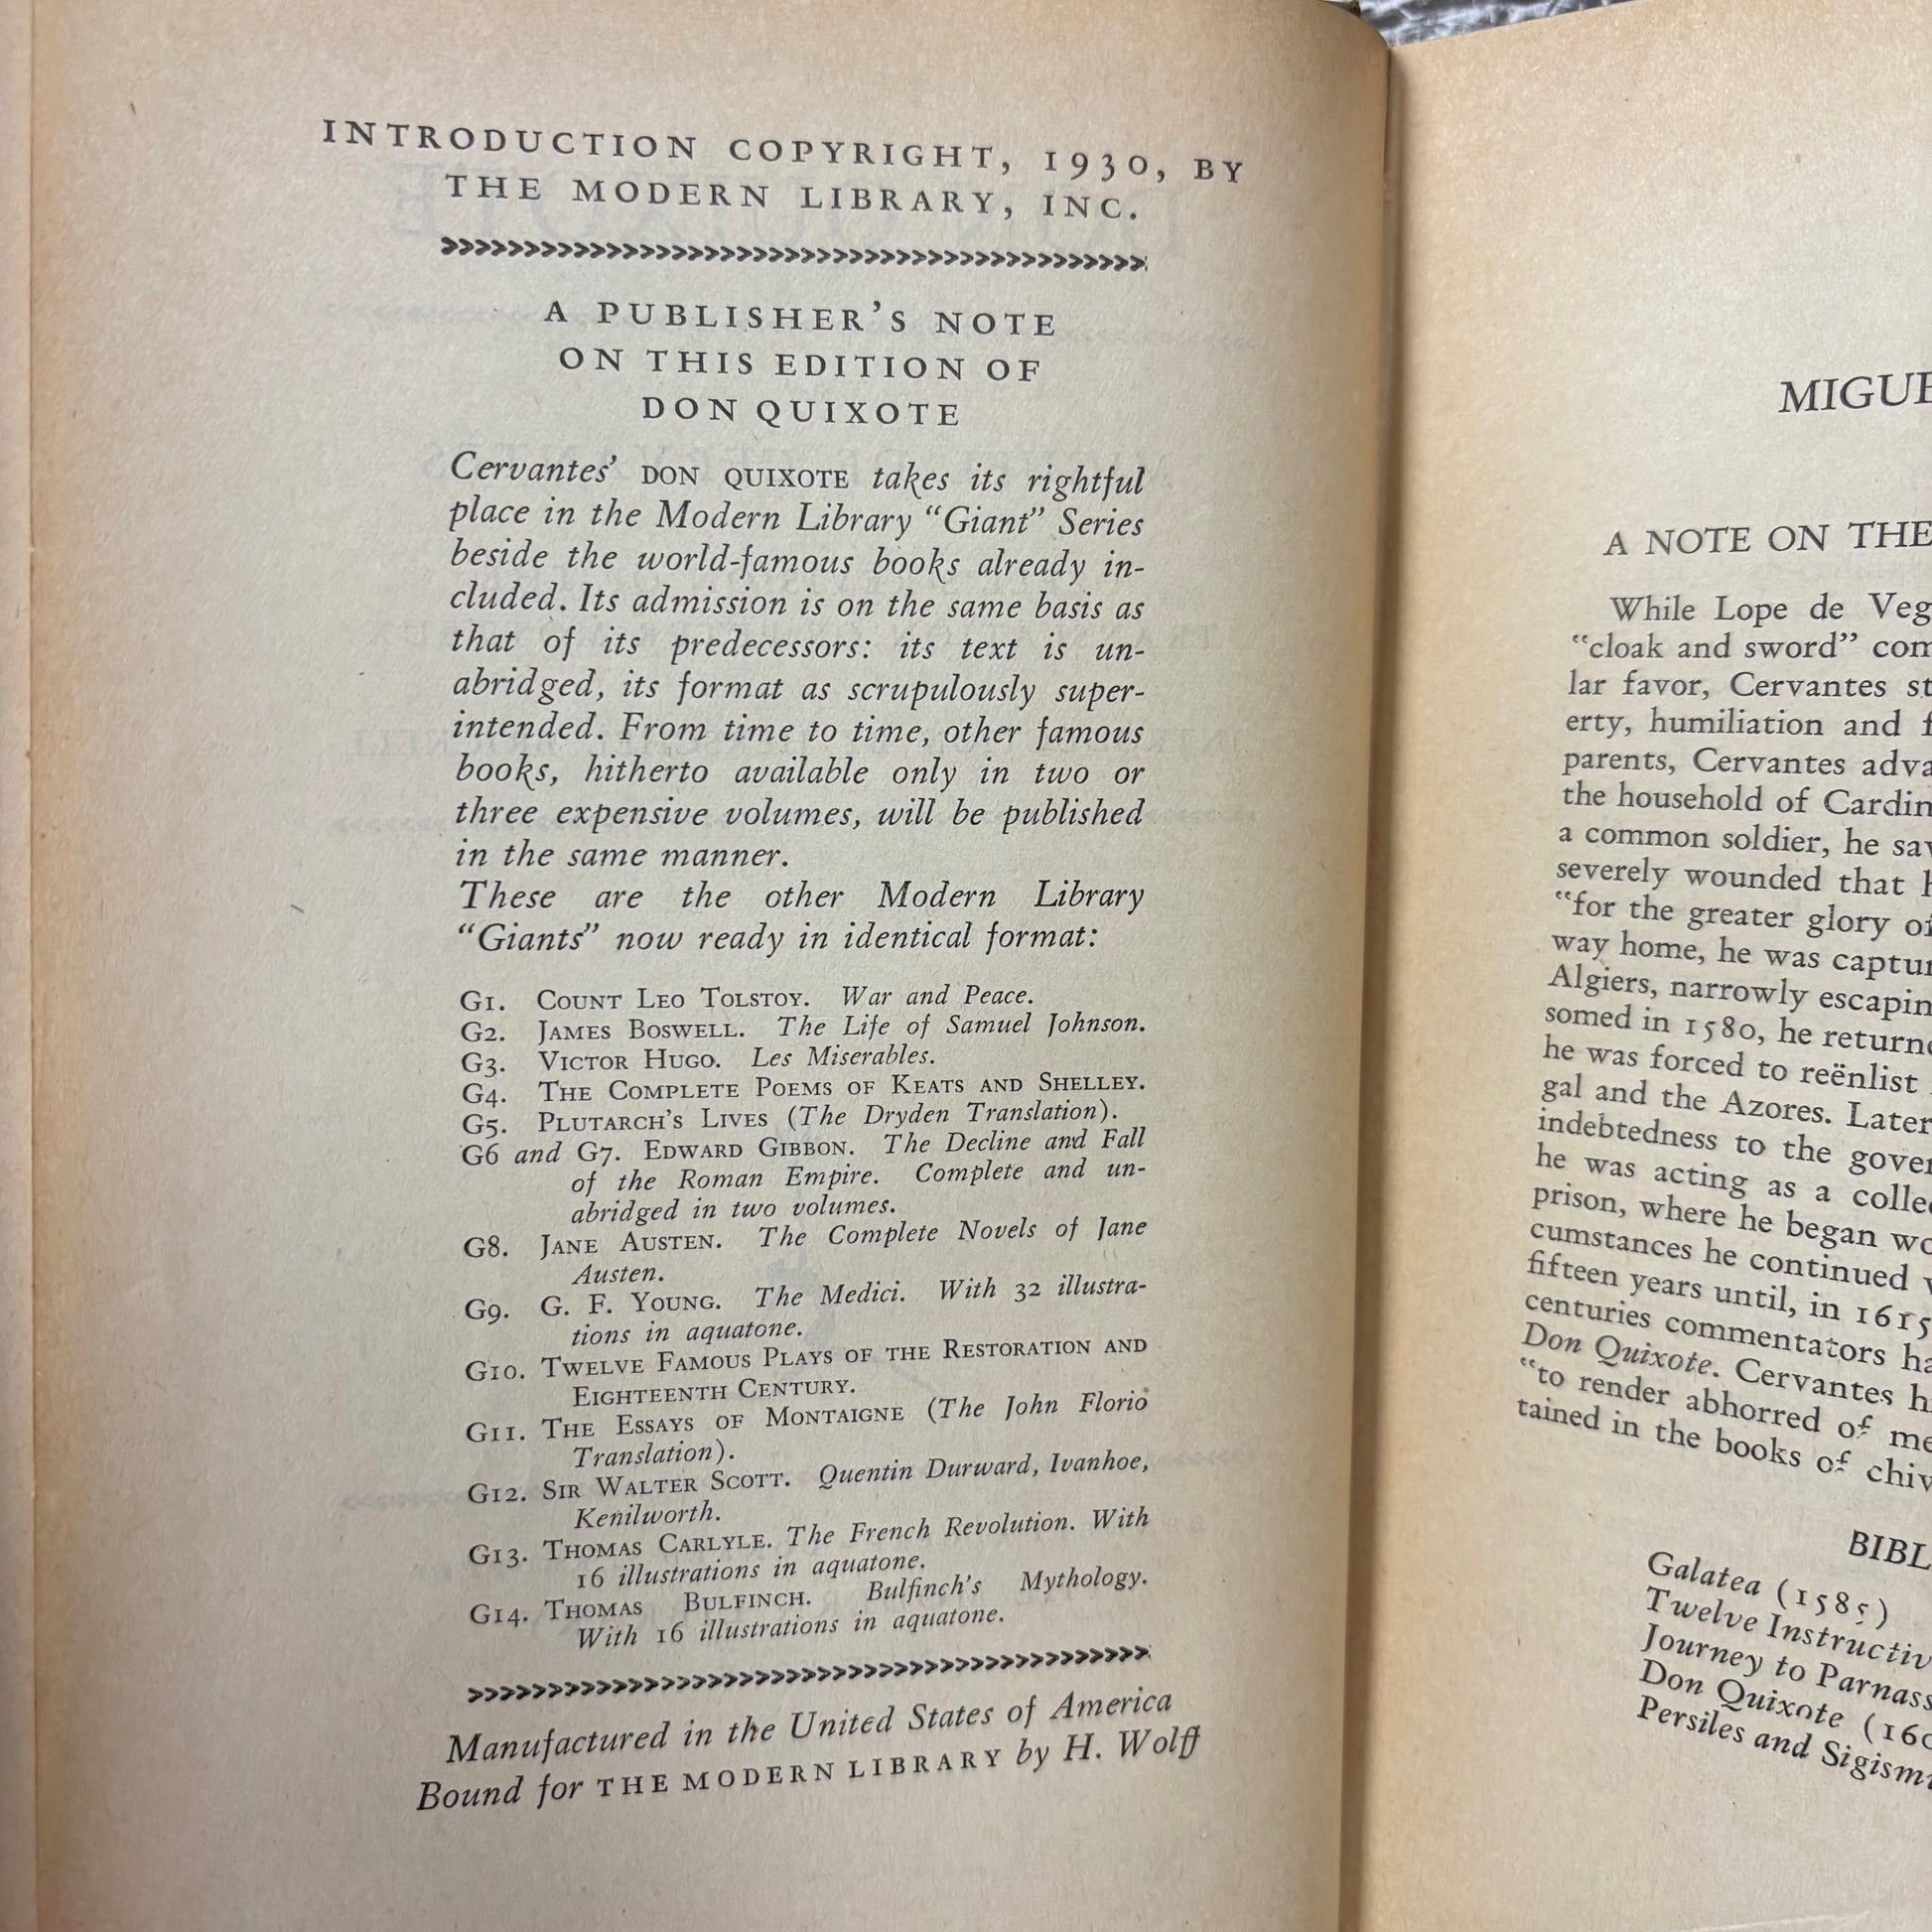 INTRODUCTION COPYRIGHT, 1930, BY
THE MODERN LIBRARY, INC.
A PUBLISHER'S NOTE
ON THIS EDITION OF
DON QUIXOTE
Cervantes' DON QUIXOTE takes its rightful
place in the Modern Library “Giant” Series
beside the world-famous books already in-
cluded. Its admission is on the same basis as
that of its predecessors: its text is un-
abridged, its format as scrupulously super-
intended. From time to time, other famous
books, hitherto available only in two or
three expensive volumes, will be published
in the same manner.
These are the other Modern Library
“Giants” now ready in identical format:
G1. COUNT LEO TOLSTOY. War and Peace.
G2. JAMES BOSWELL. The Life of Samuel Johnson.
G3. VICTOR HUGO. Les Miserables.
G4. THE COMPLETE POEMS OF KEATS AND SHELLEY.
G5. PLUTARCH'S LIVES (The Dryden Translation).
G6 and G7. EDWARD GIBBON. The Decline and Fall
of the Roman Empire. Complete and un-
abridged in two volumes.
G8. JANE AUSTEN. The Complete Novels of Jane
Austen.
G9. G. F. YOUNG. The Medici. With 32 illustra-
tions in aquatone.
G10. TWELVE FAMOUS PLAYS OF THE RESTORATION AND
EIGHTEENTH CENTURY.
G11. THE ESSAYS OF MONTAIGNE (The John Florio
Translation).
G12. SIR WALTER SCOTT. Quentin Durward, Ivanhoe,
Kenilworth.
G13. THOMAS CARLYLE. The French Revolution. With
16 illustrations in aquatone.
G14. THOMAS BULFINCH. Bulfinch's Mythology.
With 16 illustrations in aquatone.
Manufactured in the United States of America
Bound for THE MODERN LIBRARY by H. Wolff
A NOTE ON THE
While Lope de
“cloak and sword”
lar favor, Cervantes
erty, humiliation and
parents, Cervantes
the household of
a common soldier, he
severely wounded that
“for the greater glory of
way home, he was
Algiers, narrowly
somed in 1580, he
he was forced to reënlist
gal and the Azores. Later
indebtedness to the
he was acting as a
prison, where he began
cumstances he continued
fifteen years until, in 1615
centuries commentators
Don Quixote. Cervantes
“to render abhorred of
tained in the books of
Galatea (1585)
Twelve
Journey to
Don Quixote
Persiles and